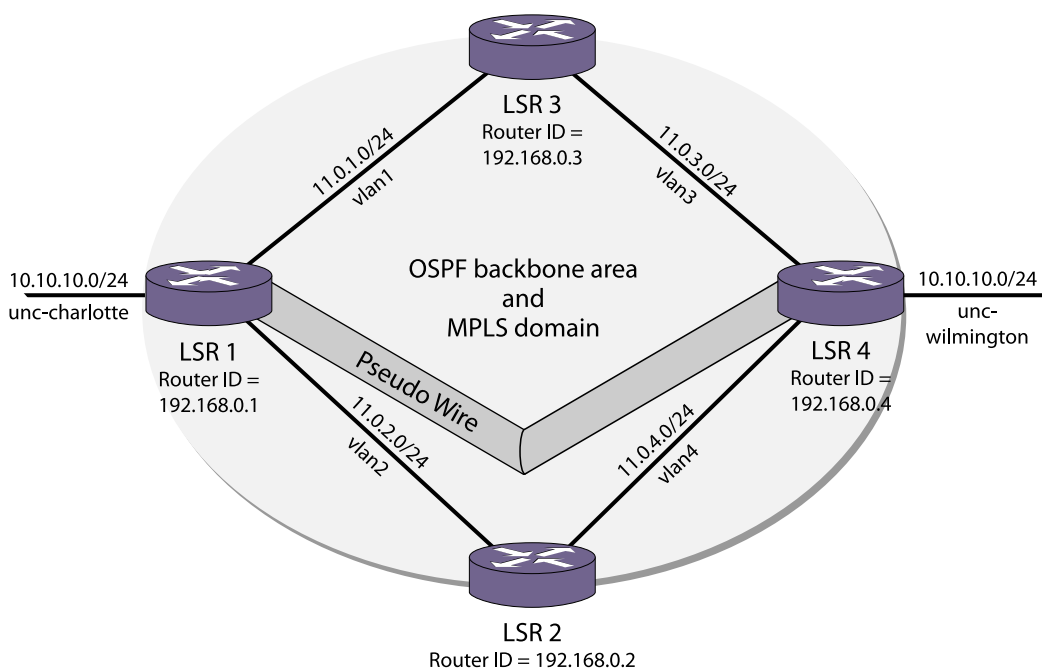 LSR 3
Router ID =
192.168.0.3
11.0.1.0/24
vlan1
11.0.3.0/24
vlan3
10.10.10.0/24
unc-charlotte
OSPF backbone area
and
MPLS domain
10.10.10.0/24
unc-
wilmington
LSR 1
Router ID =
192.168.0.1
Pseudo Wire
LSR 4
Router ID =
192.168.0.4
11.0.2.0/24
vlan2
11.0.4.0/24
vlan4
LSR 2
Router ID = 192.168.0.2